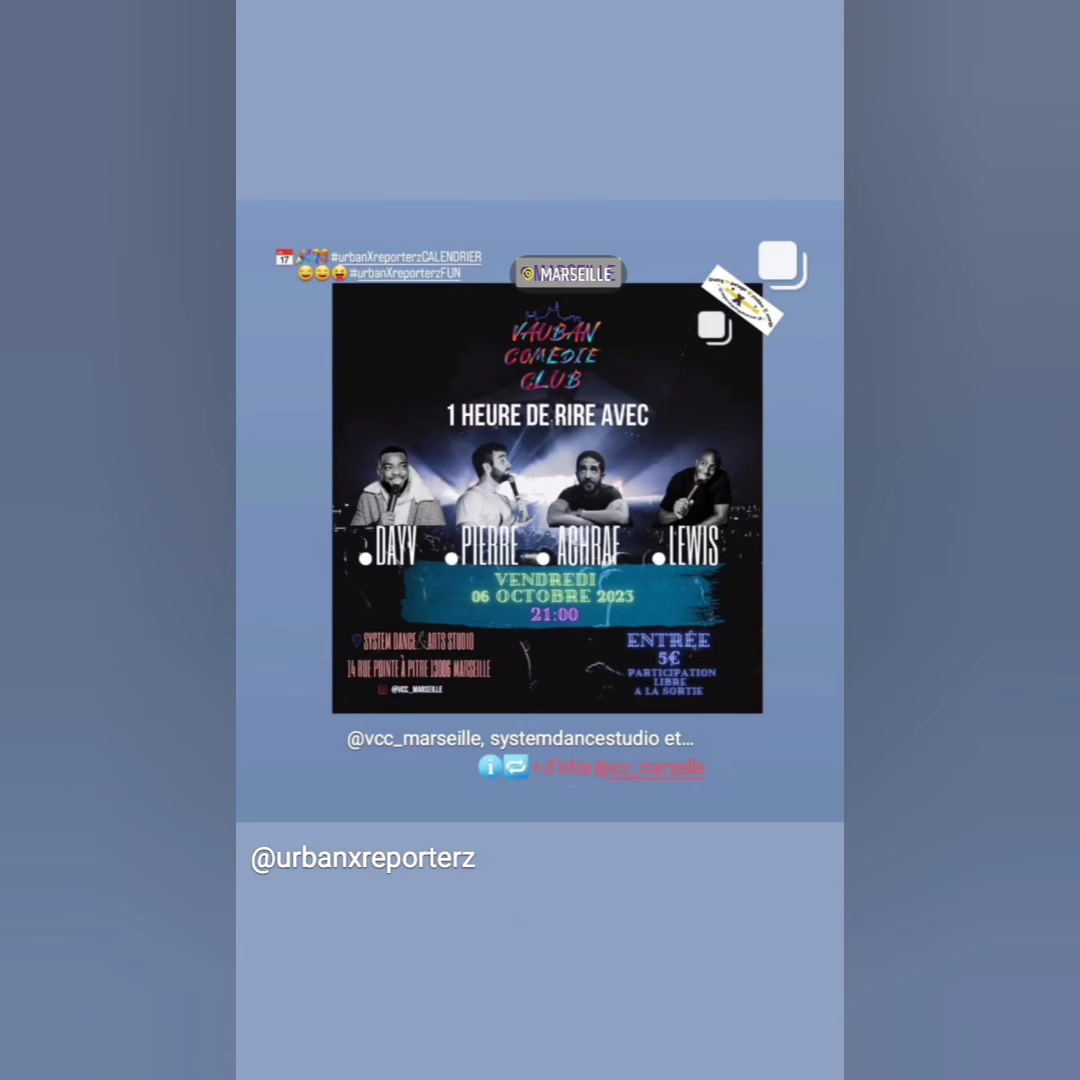 #urbanXreporterzCALENDRIER
#urbanXreporterzFUN
MARSEILLE
VAUBAN
COMEDIE
CLUB
1 HEURE DE RIRE AVEC
DAYV PIERRE ACHRAF LEWIS
VENDREDI
06 OCTOBRE 2023
21:00
SYSTEM DANCE & ARTS STUDIO
14 RUE POINTE À PITRE 13006 MARSEILLE
@VCC_MARSEILLE
ENTRÉE
5€
PARTICIPATION
LIBRE
A LA SORTIE
@vcc_marseille, systemdancestudio et…
+ d'infos @vcc_marseille
@urbanxreporterz